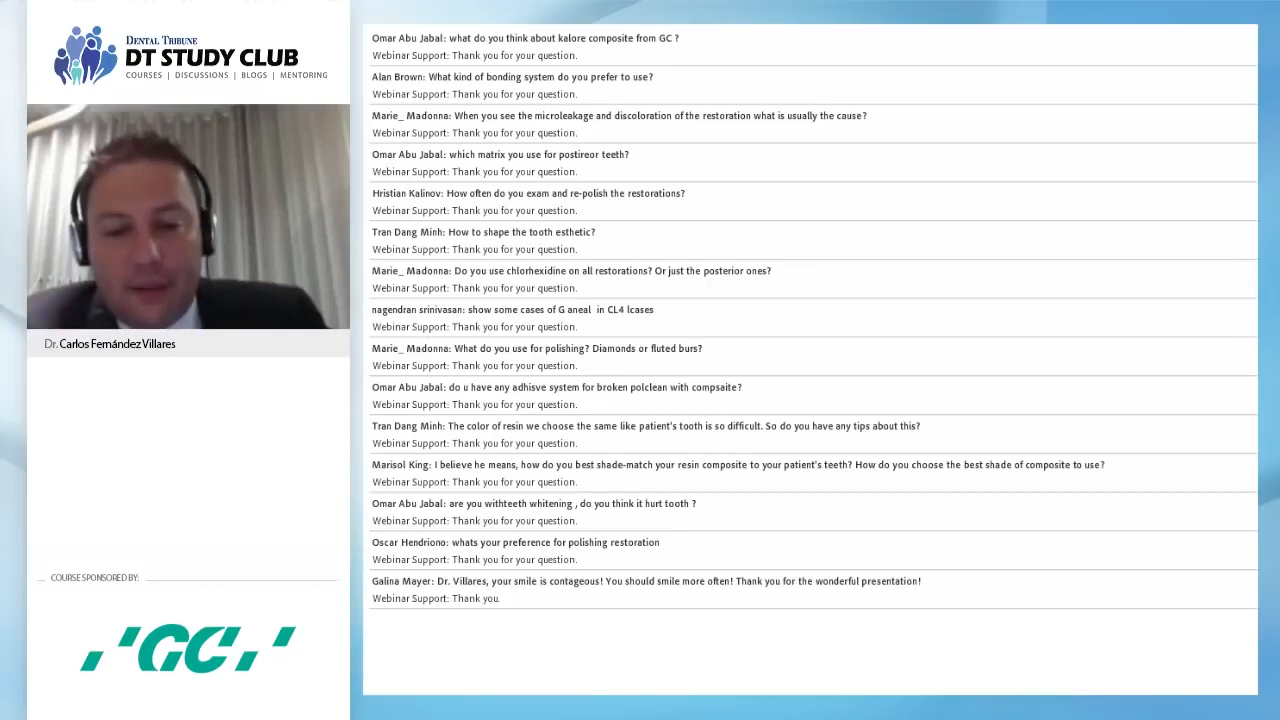 DENTAL TRIBUNE
DT STUDY CLUB
COURSES | DISCUSSIONS | BLOGS | MENTORING
Dr. Carlos Fernández Villares
COURSE SPONSORED BY:
GC
Omar Abu Jabal: what do you think about kalore composite from GC ?
Webinar Support: Thank you for your question.
Alan Brown: What kind of bonding system do you prefer to use?
Webinar Support: Thank you for your question.
Marie_ Madonna: When you see the microleakage and discoloration of the restoration what is usually the cause?
Webinar Support: Thank you for your question.
Omar Abu Jabal: which matrix you use for postireor teeth?
Webinar Support: Thank you for your question.
Hristian Kalinov: How often do you exam and re-polish the restorations?
Webinar Support: Thank you for your question.
Tran Dang Minh: How to shape the tooth esthetic?
Webinar Support: Thank you for your question.
Marie_ Madonna: Do you use chlorhexidine on all restorations? Or just the posterior ones?
Webinar Support: Thank you for your question.
nagendran srinivasan: show some cases of G aneal in CL4 lcases
Webinar Support: Thank you for your question.
Marie_ Madonna: What do you use for polishing? Diamonds or fluted burs?
Webinar Support: Thank you for your question.
Omar Abu Jabal: do u have any adhisve system for broken polclean with compsaite?
Webinar Support: Thank you for your question.
Tran Dang Minh: The color of resin we choose the same like patient's tooth is so difficult. So do you have any tips about this?
Webinar Support: Thank you for your question.
Marisol King: I believe he means, how do you best shade-match your resin composite to your patient's teeth? How do you choose the best shade of composite to use?
Webinar Support: Thank you for your question.
Omar Abu Jabal: are you withteeth whitening , do you think it hurt tooth ?
Webinar Support: Thank you for your question.
Oscar Hendriono: whats your preference for polishing restoration
Webinar Support: Thank you for your question.
Galina Mayer: Dr. Villares, your smile is contageous! You should smile more often! Thank you for the wonderful presentation!
Webinar Support: Thank you.